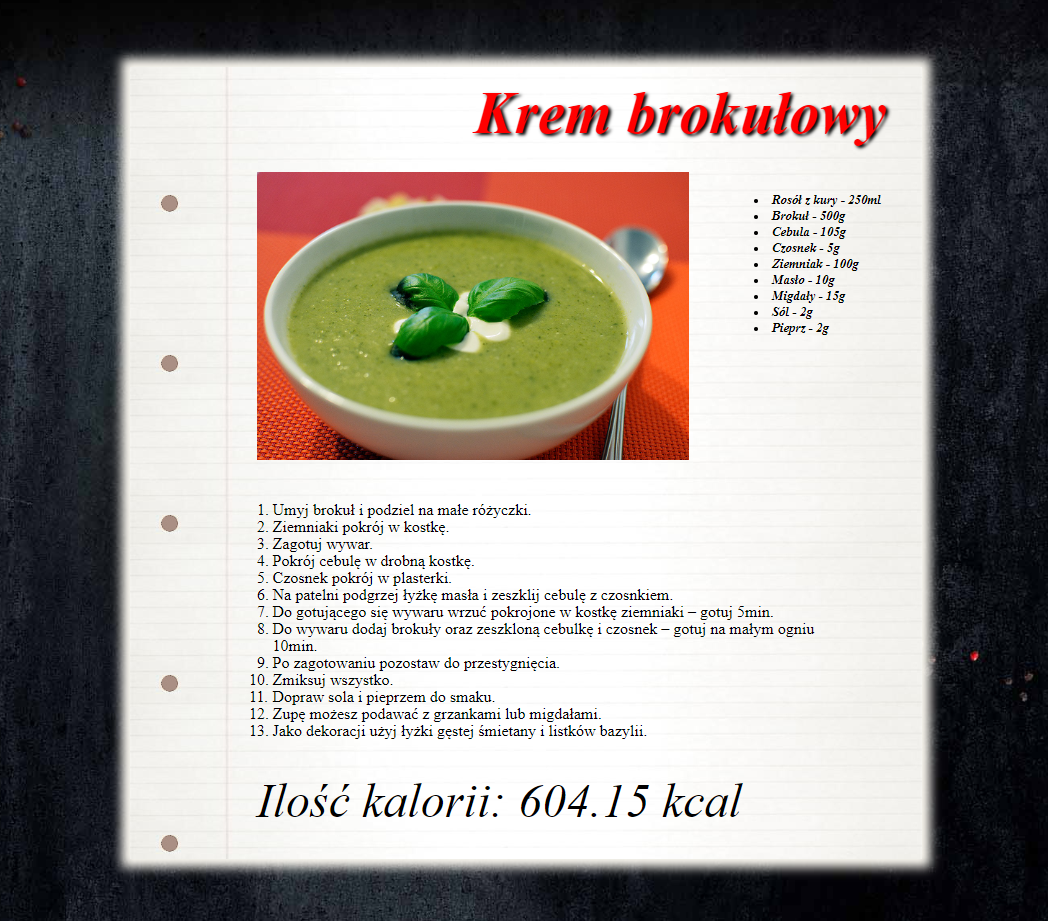 Krem brokułowy
Rosół z kury - 250ml
Brokuł - 500g
Cebula - 105g
Czosnek - 5g
Ziemniak - 100g
Masło - 10g
Migdały - 15g
Sól - 2g
Pieprz - 2g
1. Umyj brokuł i podziel na małe różyczki.
2. Ziemniaki pokrój w kostkę.
3. Zagotuj wywar.
4. Pokrój cebulę w drobną kostkę.
5. Czosnek pokrój w plasterki.
6. Na patelni podgrzej łyżkę masła i zeszklij cebulę z czosnkiem.
7. Do gotującego się wywaru wrzuć pokrojone w kostkę ziemniaki – gotuj 5min.
8. Do wywaru dodaj brokuły oraz zeszkloną cebulkę i czosnek – gotuj na małym ogniu
10min.
9. Po zagotowaniu pozostaw do przestygnięcia.
10. Zmiksuj wszystko.
11. Dopraw sola i pieprzem do smaku.
12. Zupę możesz podawać z grzankami lub migdałami.
13. Jako dekoracji użyj łyżki gęstej śmietany i listków bazylii.
Ilość kalorii: 604.15 kcal